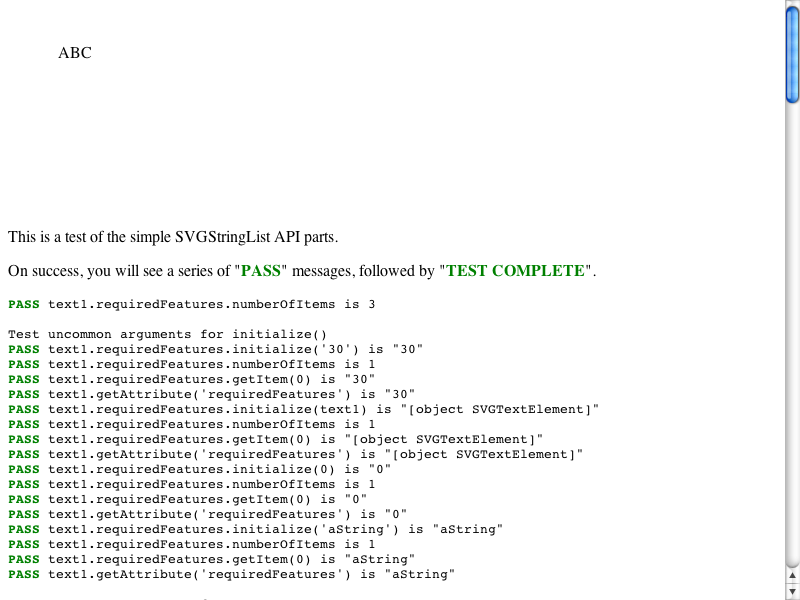 ABC
This is a test of the simple SVGStringList API parts.
On success, you will see a series of "PASS" messages, followed by "TEST COMPLETE".
PASS text1.requiredFeatures.numberOfItems is 3
Test uncommon arguments for initialize()
PASS text1.requiredFeatures.initialize('30') is "30"
PASS text1.requiredFeatures.numberOfItems is 1
PASS text1.requiredFeatures.getItem(0) is "30"
PASS text1.getAttribute('requiredFeatures') is "30"
PASS text1.requiredFeatures.initialize(text1) is "[object SVGTextElement]"
PASS text1.requiredFeatures.numberOfItems is 1
PASS text1.requiredFeatures.getItem(0) is "[object SVGTextElement]"
PASS text1.getAttribute('requiredFeatures') is "[object SVGTextElement]"
PASS text1.requiredFeatures.initialize(0) is "0"
PASS text1.requiredFeatures.numberOfItems is 1
PASS text1.requiredFeatures.getItem(0) is "0"
PASS text1.getAttribute('requiredFeatures') is "0"
PASS text1.requiredFeatures.initialize('aString') is "aString"
PASS text1.requiredFeatures.numberOfItems is 1
PASS text1.requiredFeatures.getItem(0) is "aString"
PASS text1.getAttribute('requiredFeatures') is "aString"